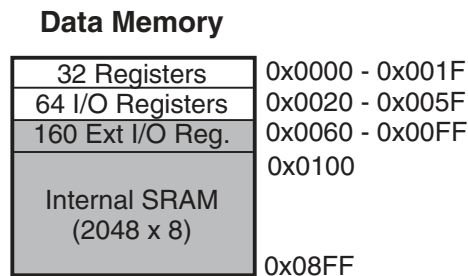 Data Memory
32 Registers
0x0000 - 0x001F
64 I/O Registers
0x0020 - 0x005F
160 Ext I/O Reg.
0x0060 - 0x00FF
0x0100
Internal SRAM
(2048 x 8)
0x08FF